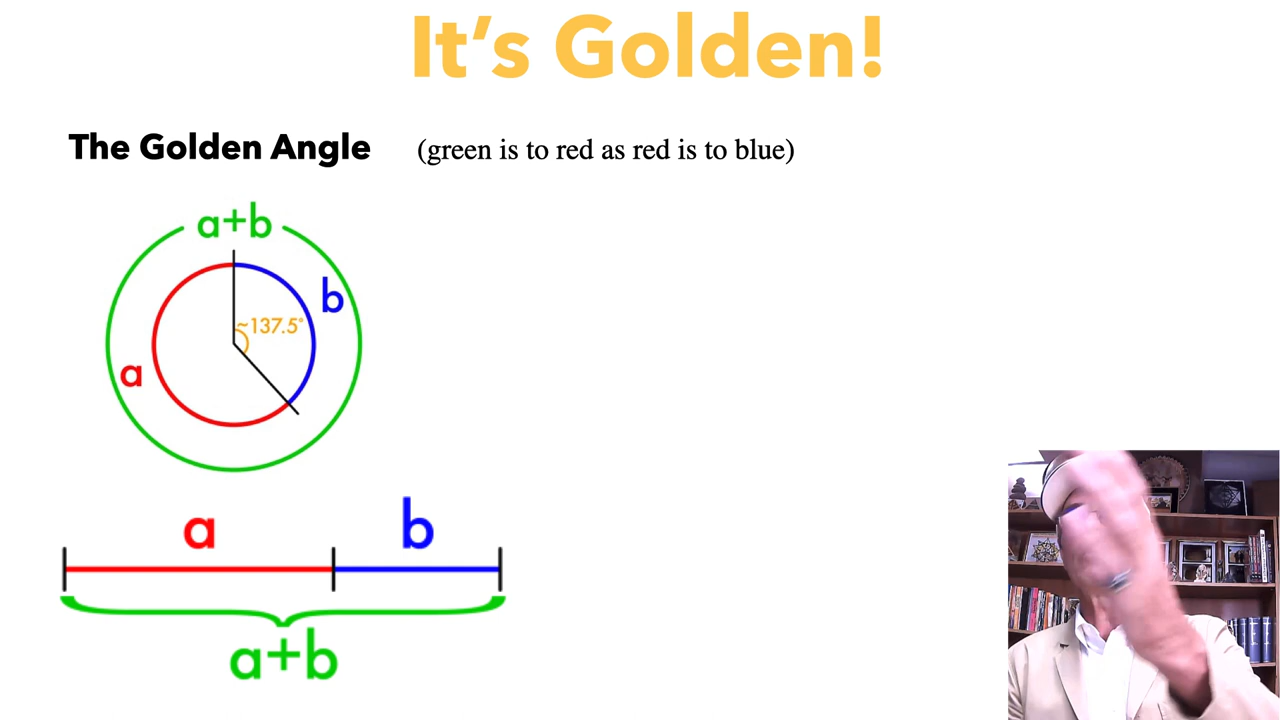 It's Golden!
The Golden Angle (green is to red as red is to blue)
a+b
b
~137.5°
a
a b
a+b